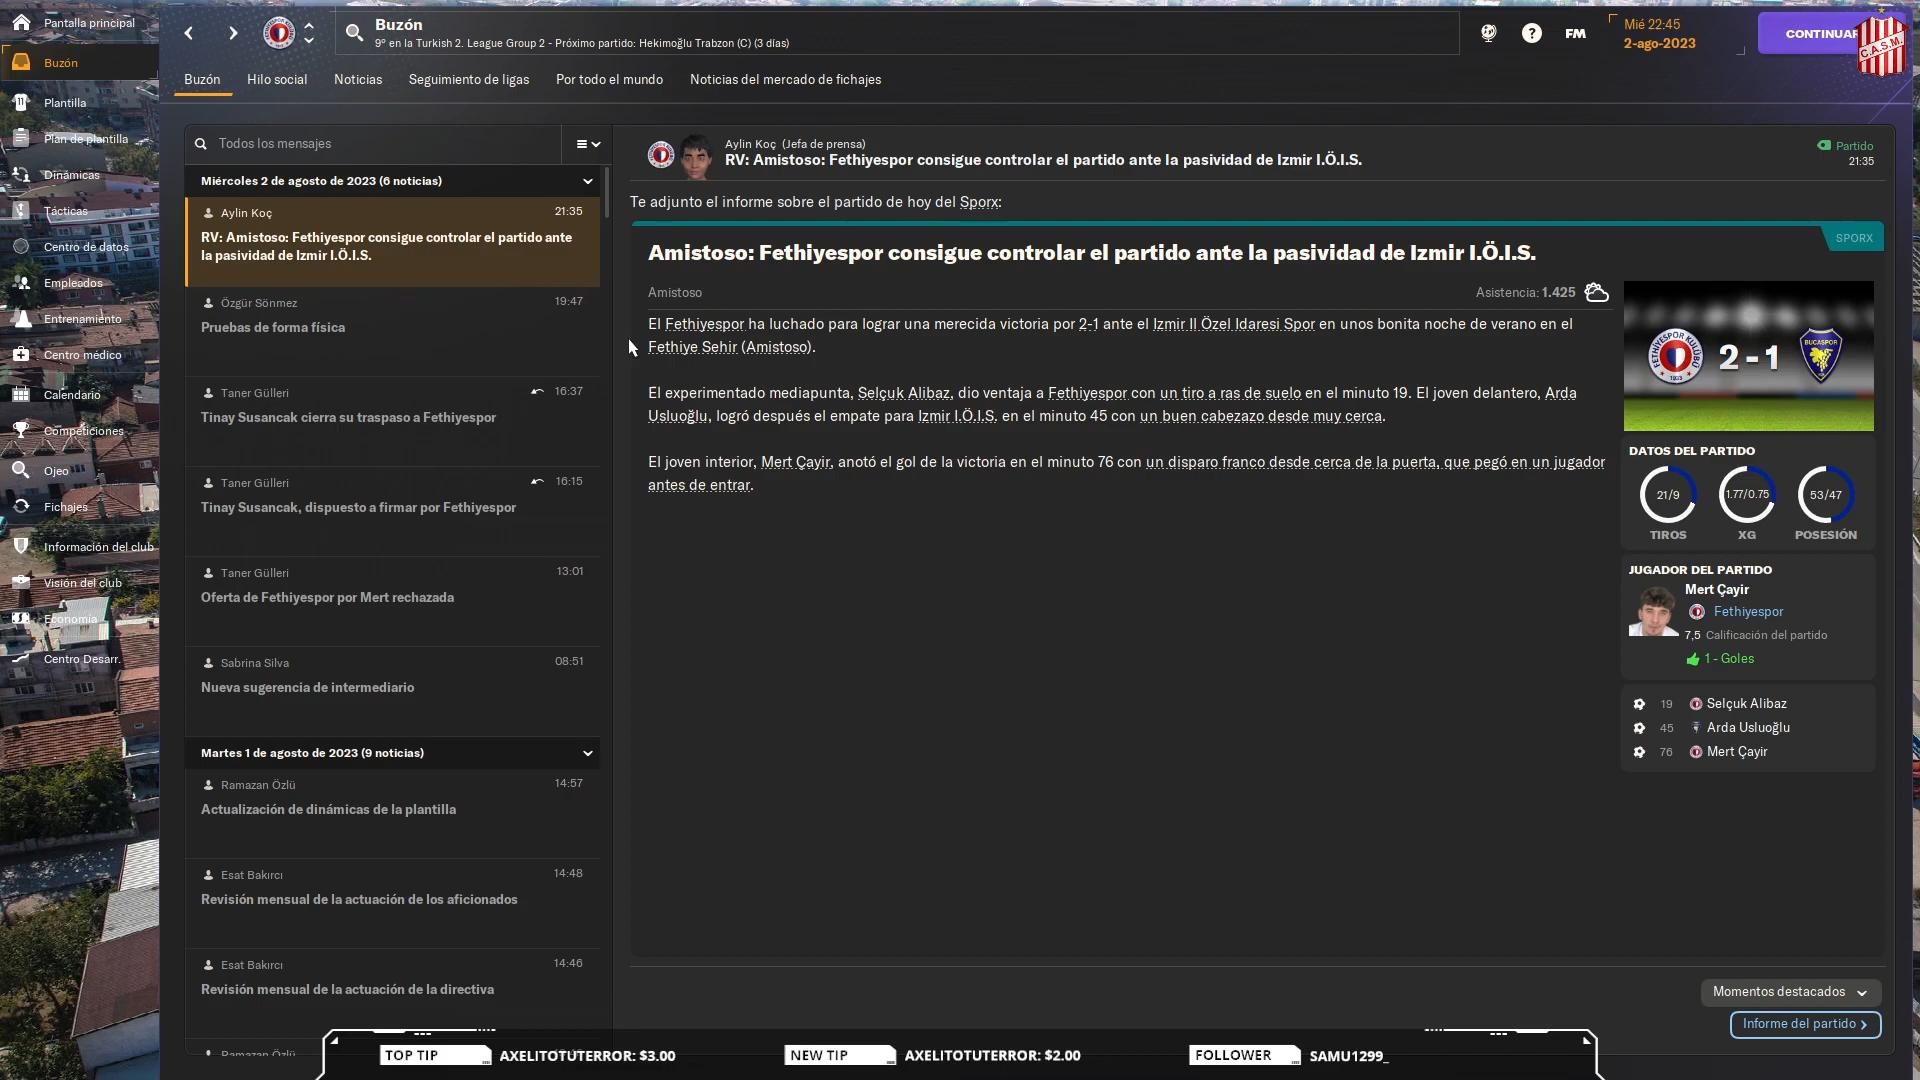 Pantalla principal
Buzón
Plantilla
Plan de plantilla
Dinámicas
Tácticas
Centro de datos
Empleados
Entrenamiento
Centro médico
Calendario
Competiciones
Ojeo
Fichajes
Información del club
Visión del club
Economía
Centro Desarr.
Buzón
9º en la Turkish 2. League Group 2 - Próximo partido: Hekimoğlu Trabzon (C) (3 días)
FM
Mié 22:45
2-ago-2023
CONTINUAR
C.A.S.M.
Buzón
Hilo social
Noticias
Seguimiento de ligas
Por todo el mundo
Noticias del mercado de fichajes
Todos los mensajes
Miércoles 2 de agosto de 2023 (6 noticias)
Aylin Koç 21:35
RV: Amistoso: Fethiyespor consigue controlar el partido ante
la pasividad de Izmir I.Ö.I.S.
Özgür Sönmez 19:47
Pruebas de forma física
Taner Gülleri 16:37
Tinay Susancak cierra su traspaso a Fethiyespor
Taner Gülleri 16:15
Tinay Susancak, dispuesto a firmar por Fethiyespor
Taner Gülleri 13:01
Oferta de Fethiyespor por Mert rechazada
Sabrina Silva 08:51
Nueva sugerencia de intermediario
Martes 1 de agosto de 2023 (9 noticias)
Ramazan Özlü 14:57
Actualización de dinámicas de la plantilla
Esat Bakırcı 14:48
Revisión mensual de la actuación de los aficionados
Esat Bakırcı 14:46
Revisión mensual de la actuación de la directiva
Ramazan Özlü
Aylin Koç (Jefa de prensa)
RV: Amistoso: Fethiyespor consigue controlar el partido ante la pasividad de Izmir I.Ö.I.S.
Partido
21:35
Te adjunto el informe sobre el partido de hoy del Sporx:
SPORX
Amistoso: Fethiyespor consigue controlar el partido ante la pasividad de Izmir I.Ö.I.S.
Amistoso
Asistencia: 1.425
El Fethiyespor ha luchado para lograr una merecida victoria por 2-1 ante el Izmir Il Özel Idaresi Spor en unos bonita noche de verano en el
Fethiye Sehir (Amistoso).
El experimentado mediapunta, Selçuk Alibaz, dio ventaja a Fethiyespor con un tiro a ras de suelo en el minuto 19. El joven delantero, Arda
Usluoğlu, logró después el empate para Izmir I.Ö.I.S. en el minuto 45 con un buen cabezazo desde muy cerca.
El joven interior, Mert Çayir, anotó el gol de la victoria en el minuto 76 con un disparo franco desde cerca de la puerta, que pegó en un jugador
antes de entrar.
FETHİYESPOR KULÜBÜ
1933
2 - 1
BUCASPOR
DATOS DEL PARTIDO
21/9
1.77/0.75
53/47
TIROS
XG
POSESIÓN
JUGADOR DEL PARTIDO
Mert Çayir
Fethiyespor
7,5 Calificación del partido
1 - Goles
19 Selçuk Alibaz
45 Arda Usluoğlu
76 Mert Çayir
Momentos destacados
Informe del partido
TOP TIP
AXELITOTUTERROR: $3.00
NEW TIP
AXELITOTUTERROR: $2.00
FOLLOWER
SAMU1299_